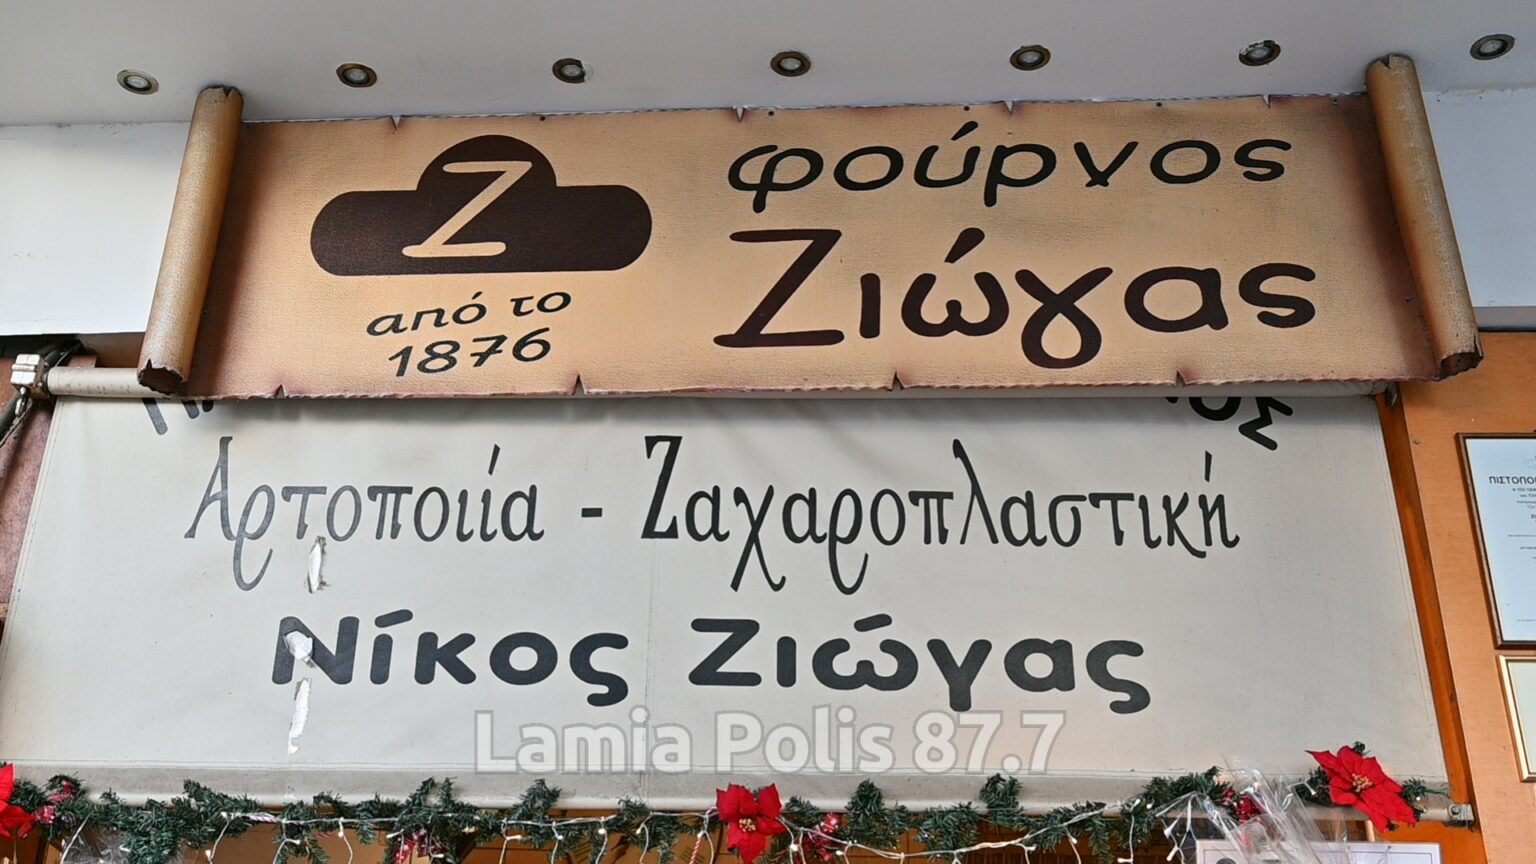 φούρνος
Ζιώγας
Ζ
από το
1876
Αρτοποιία - Ζαχαροπλαστική
Νίκος Ζιώγας
Lamia Polis 87.7